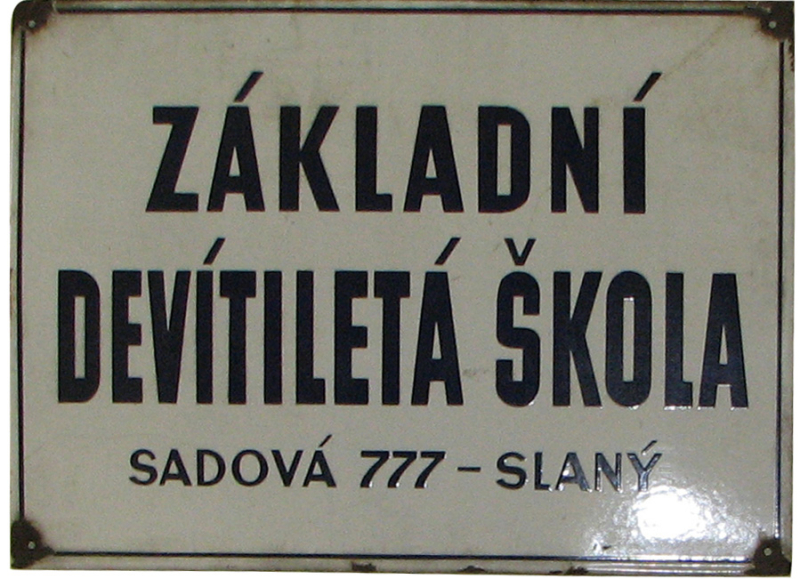 ZÁKLADNÍ
DEVÍTILETÁ ŠKOLA
SADOVÁ 777 - SLANÝ